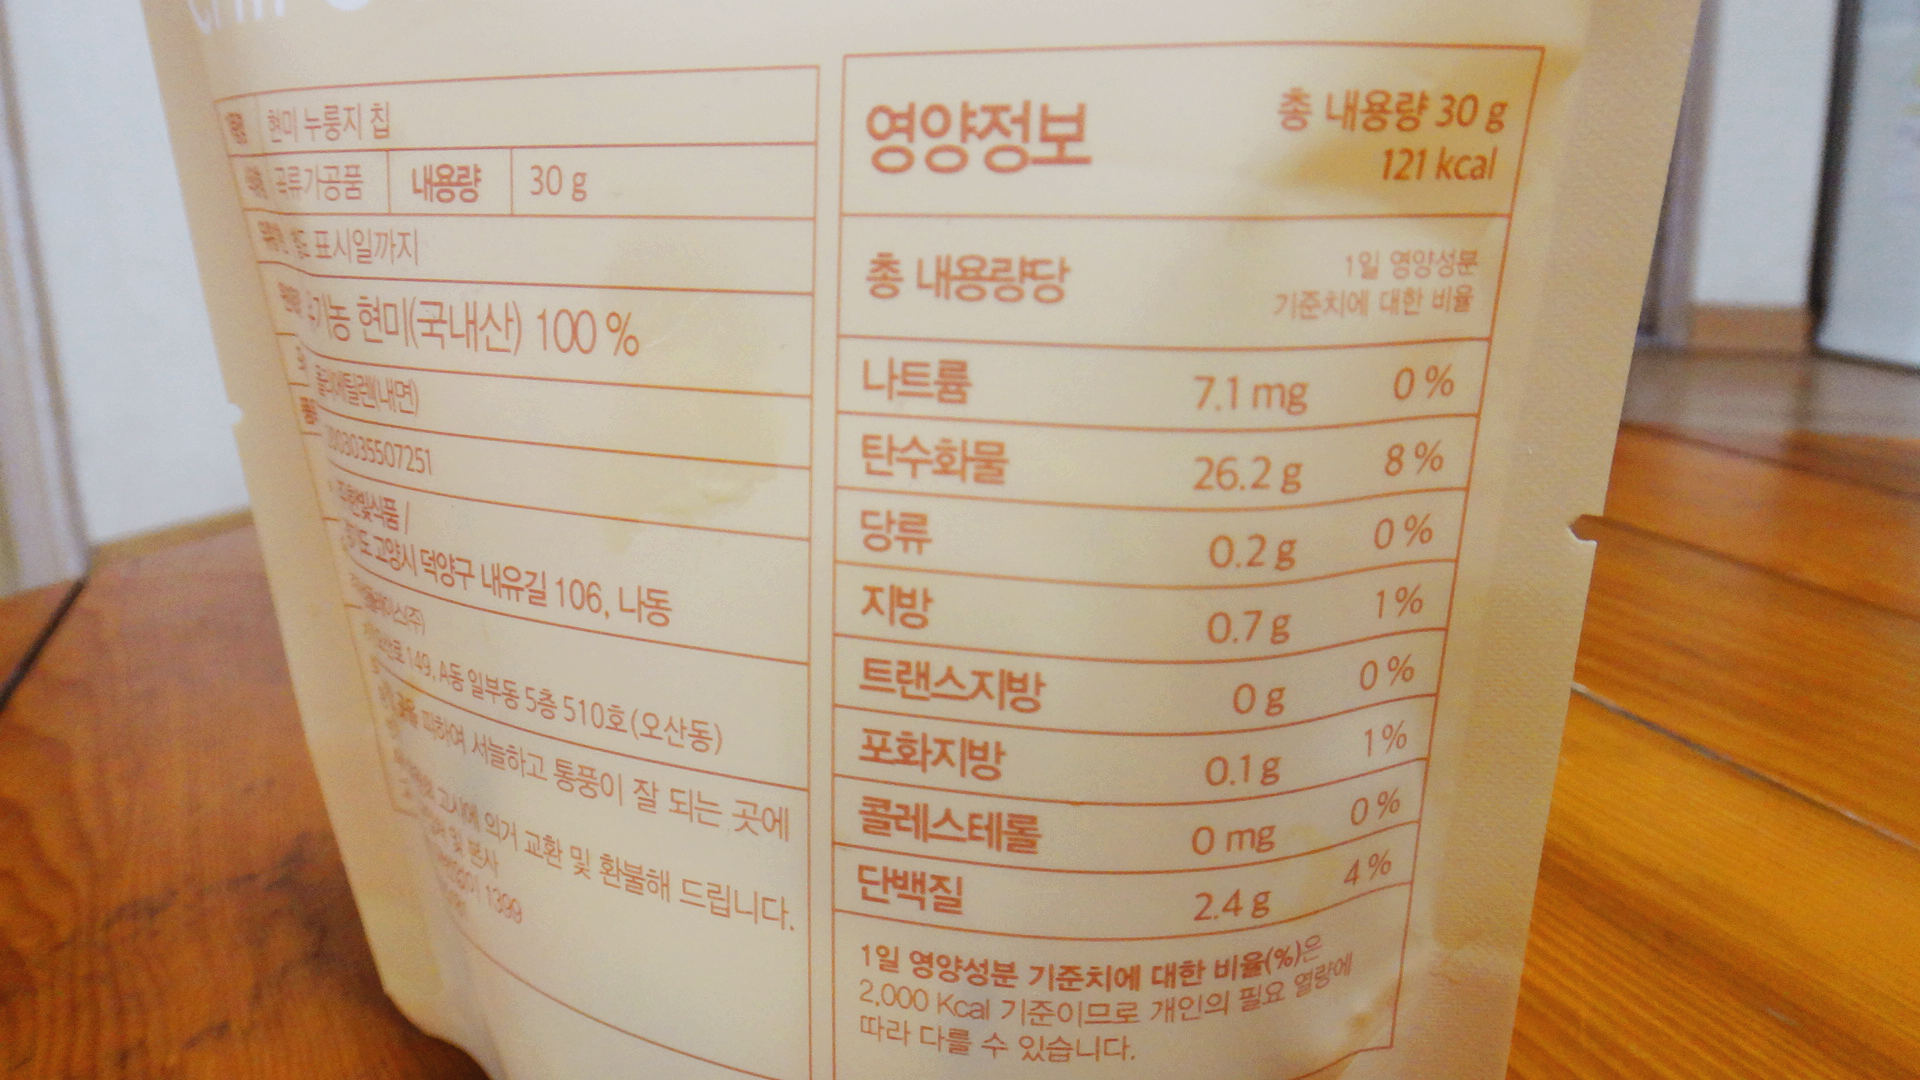 현미 누룽지 칩
곡류가공품 내용량 30 g
표시일까지
유기농 현미(국내산) 100 %
폴리에틸렌(내면)
고양시 덕양구 내유길 106, 나동
149, A동 일부동 5층 510호(오산동)
피하여 서늘하고 통풍이 잘 되는 곳에
고시에 의거 교환 및 환불해 드립니다.
및 본사
1399
영양정보
총 내용량 30 g
121 kcal
총 내용량당
1일 영양성분
기준치에 대한 비율
나트륨 7.1 mg 0 %
탄수화물 26.2 g 8 %
당류 0.2 g 0 %
지방 0.7 g 1 %
트랜스지방 0 g 0 %
포화지방 0.1 g 1 %
콜레스테롤 0 mg 0 %
단백질 2.4 g 4 %
1일 영양성분 기준치에 대한 비율(%)은
2,000 Kcal 기준이므로 개인의 필요 열량에
따라 다를 수 있습니다.